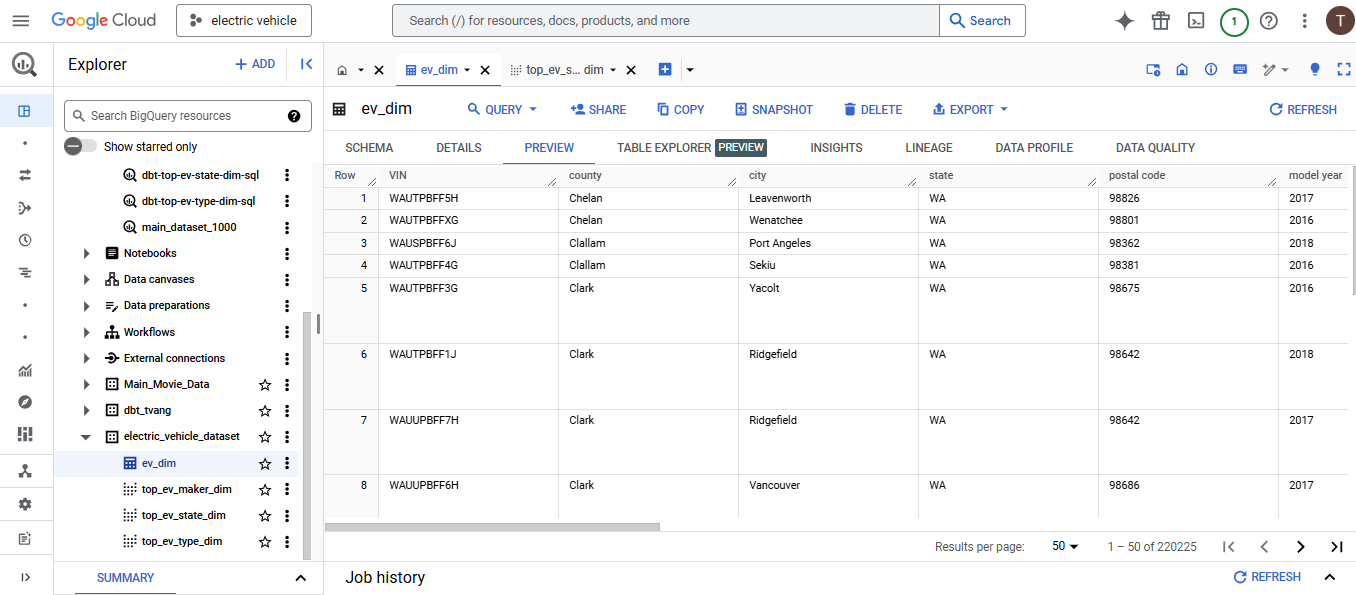 Google Cloud
electric vehicle
Search (/) for resources, docs, products, and more
Search
1
T
Explorer
+ ADD
Search BigQuery resources
Show starred only
dbt-top-ev-state-dim-sql
dbt-top-ev-type-dim-sql
main_dataset_1000
Notebooks
Data canvases
Data preparations
Workflows
External connections
Main_Movie_Data
dbt_tvang
electric_vehicle_dataset
ev_dim
top_ev_maker_dim
top_ev_state_dim
top_ev_type_dim
SUMMARY
ev_dim
top_ev_s... dim
ev_dim
QUERY
SHARE
COPY
SNAPSHOT
DELETE
EXPORT
REFRESH
SCHEMA
DETAILS
PREVIEW
TABLE EXPLORER PREVIEW
INSIGHTS
LINEAGE
DATA PROFILE
DATA QUALITY
Row VIN county city state postal code model year
1 WAUTPBFF5H Chelan Leavenworth WA 98826 2017
2 WAUTPBFFXG Chelan Wenatchee WA 98801 2016
3 WAUSPBFF6J Clallam Port Angeles WA 98362 2018
4 WAUTPBFF4G Clallam Sekiu WA 98381 2016
5 WAUTPBFF3G Clark Yacolt WA 98675 2016
6 WAUTPBFF1J Clark Ridgefield WA 98642 2018
7 WAUUPBFF7H Clark Ridgefield WA 98642 2017
8 WAUUPBFF6H Clark Vancouver WA 98686 2017
Results per page: 50 1 – 50 of 220225
Job history
REFRESH